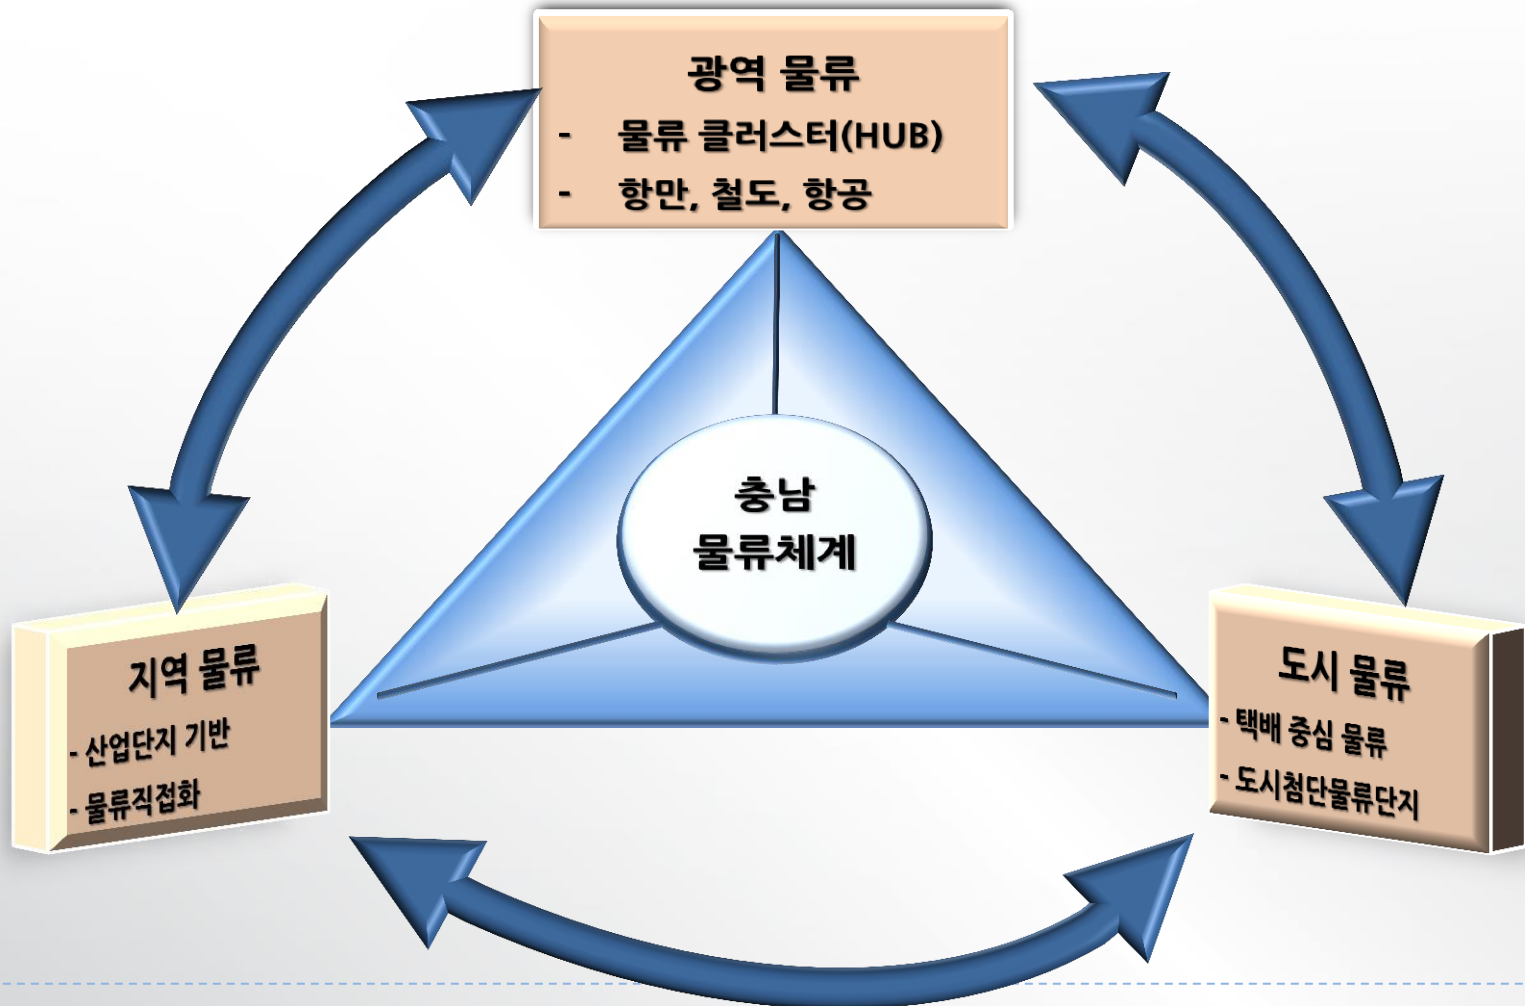 광역 물류
- 물류 클러스터(HUB)
- 항만, 철도, 항공
충남
물류체계
지역 물류
- 산업단지 기반
- 물류직접화
도시 물류
- 택배 중심 물류
- 도시첨단물류단지